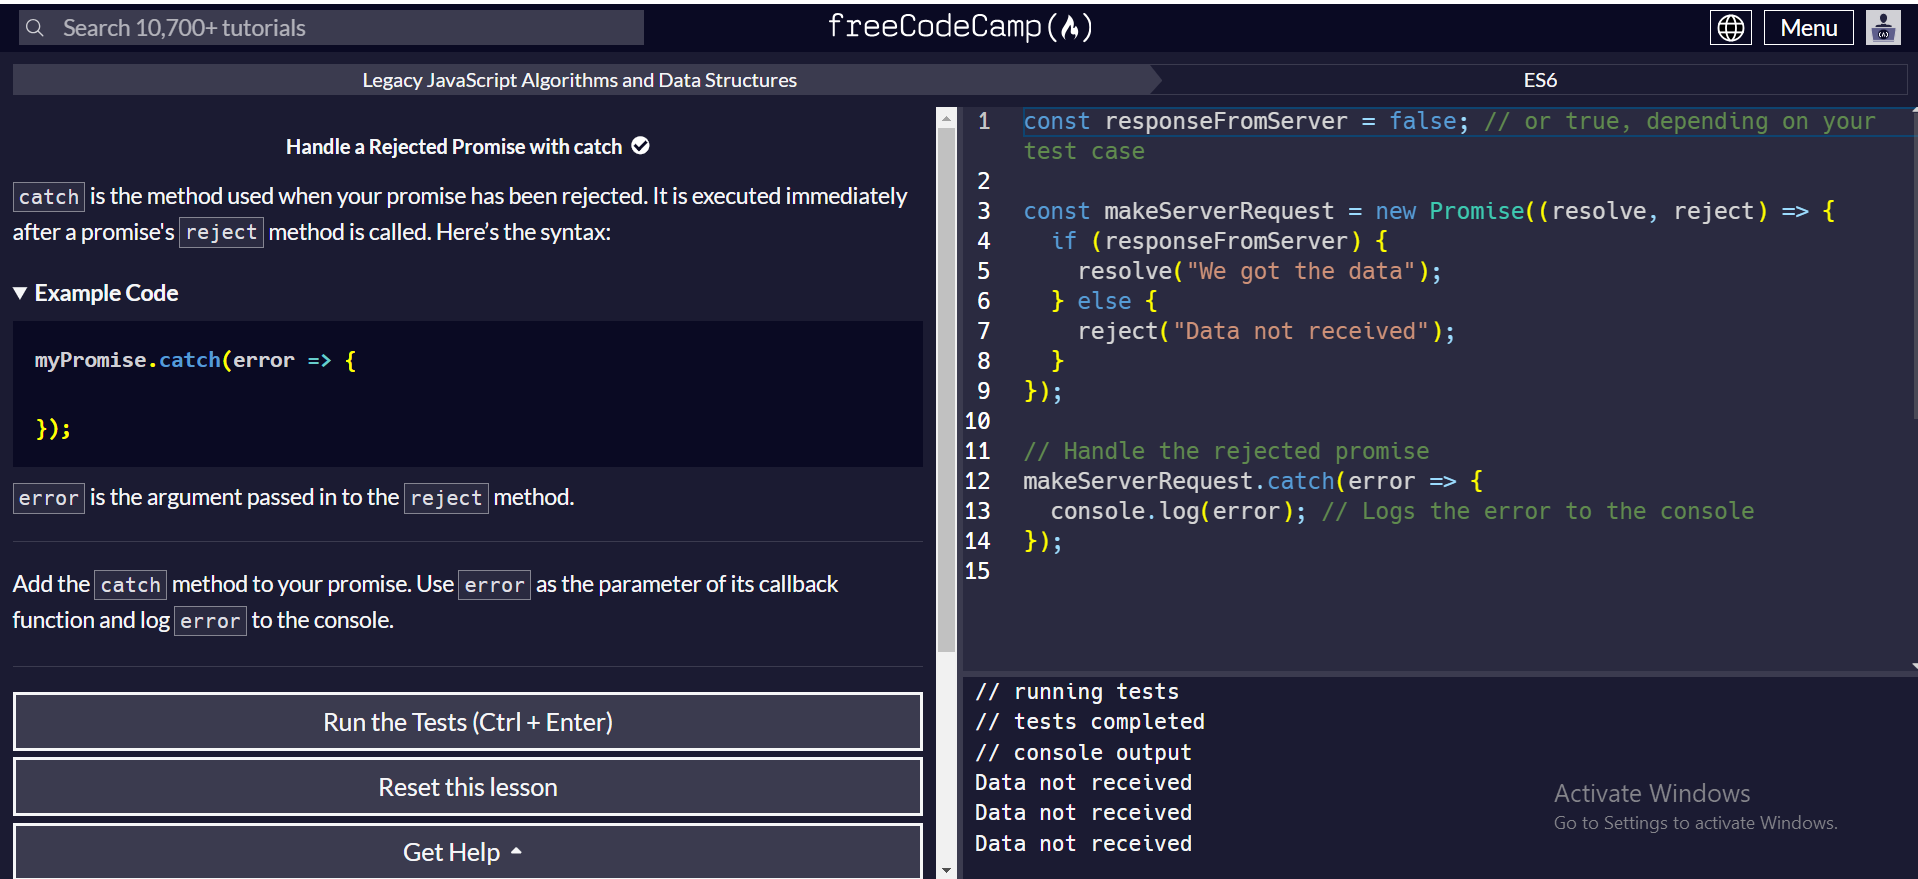 Search 10,700+ tutorials
freeCodeCamp(🔥)
Menu
Legacy JavaScript Algorithms and Data Structures
ES6
Handle a Rejected Promise with catch
catch is the method used when your promise has been rejected. It is executed immediately
after a promise's reject method is called. Here’s the syntax:
▼ Example Code
myPromise.catch(error => {
});
error is the argument passed in to the reject method.
Add the catch method to your promise. Use error as the parameter of its callback
function and log error to the console.
Run the Tests (Ctrl + Enter)
Reset this lesson
Get Help
1 const responseFromServer = false; // or true, depending on your
test case
2
3 const makeServerRequest = new Promise((resolve, reject) => {
4 if (responseFromServer) {
5 resolve("We got the data");
6 } else {
7 reject("Data not received");
8 }
9 });
10
11 // Handle the rejected promise
12 makeServerRequest.catch(error => {
13 console.log(error); // Logs the error to the console
14 });
15
// running tests
// tests completed
// console output
Data not received
Data not received
Data not received
Activate Windows
Go to Settings to activate Windows.